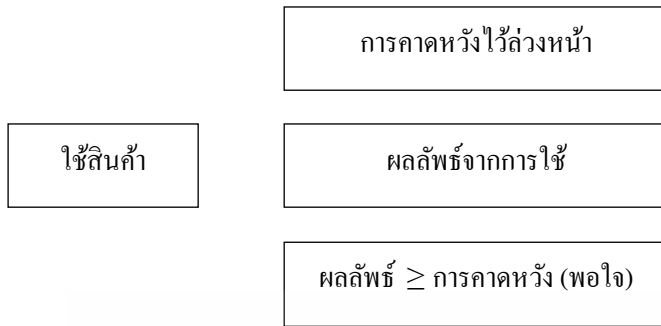 การคาดหวังไว้ล่วงหน้า
ใช้สินค้า
ผลลัพธ์จากการใช้
ผลลัพธ์ ≥ การคาดหวัง (พอใจ)